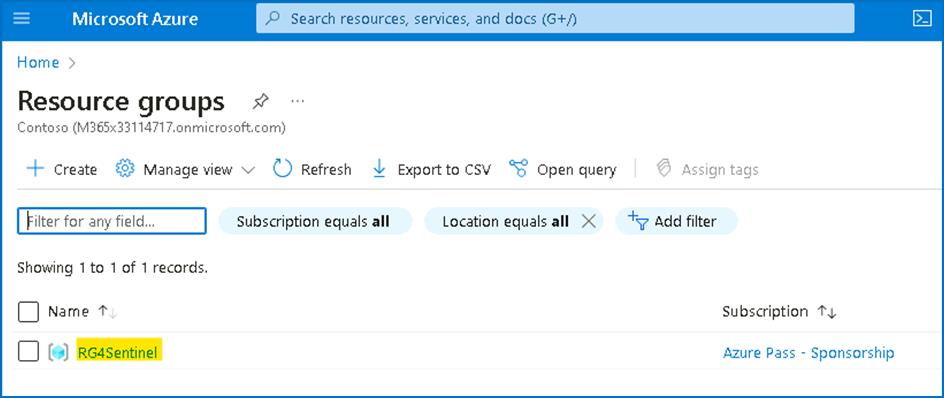 Microsoft Azure Search resources, services, and docs (G+/)
Home >
Resource groups ...
Contoso (M365x33114717.onmicrosoft.com)
+ Create Manage view Refresh Export to CSV Open query Assign tags
Filter for any field... Subscription equals all Location equals all Add filter
Showing 1 to 1 of 1 records.
Name ↑↓ Subscription ↑↓
RG4Sentinel Azure Pass - Sponsorship